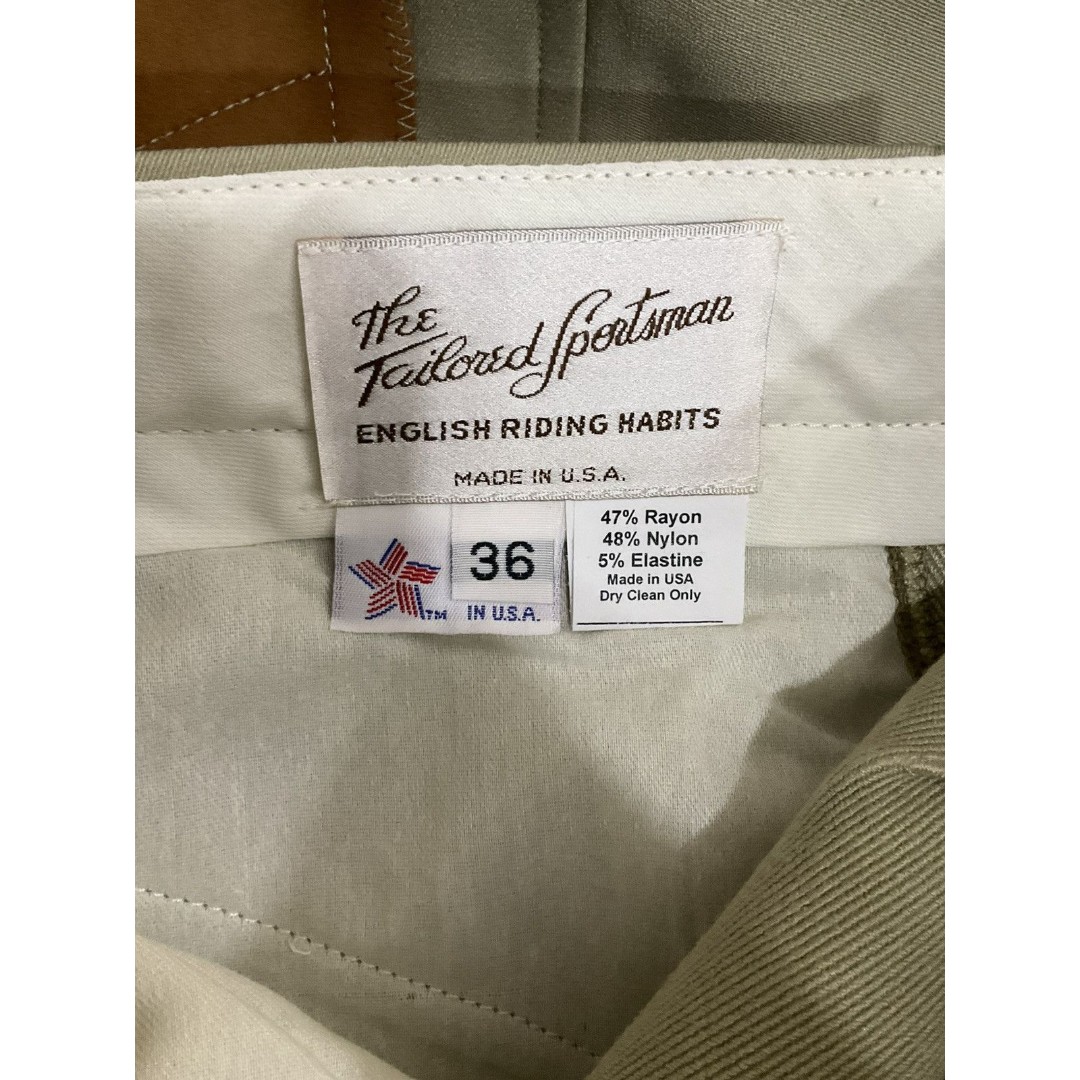 The
Tailored Sportsman
ENGLISH RIDING HABITS
MADE IN U.S.A.
36
TM IN U.S.A.
47% Rayon
48% Nylon
5% Elastine
Made in USA
Dry Clean Only